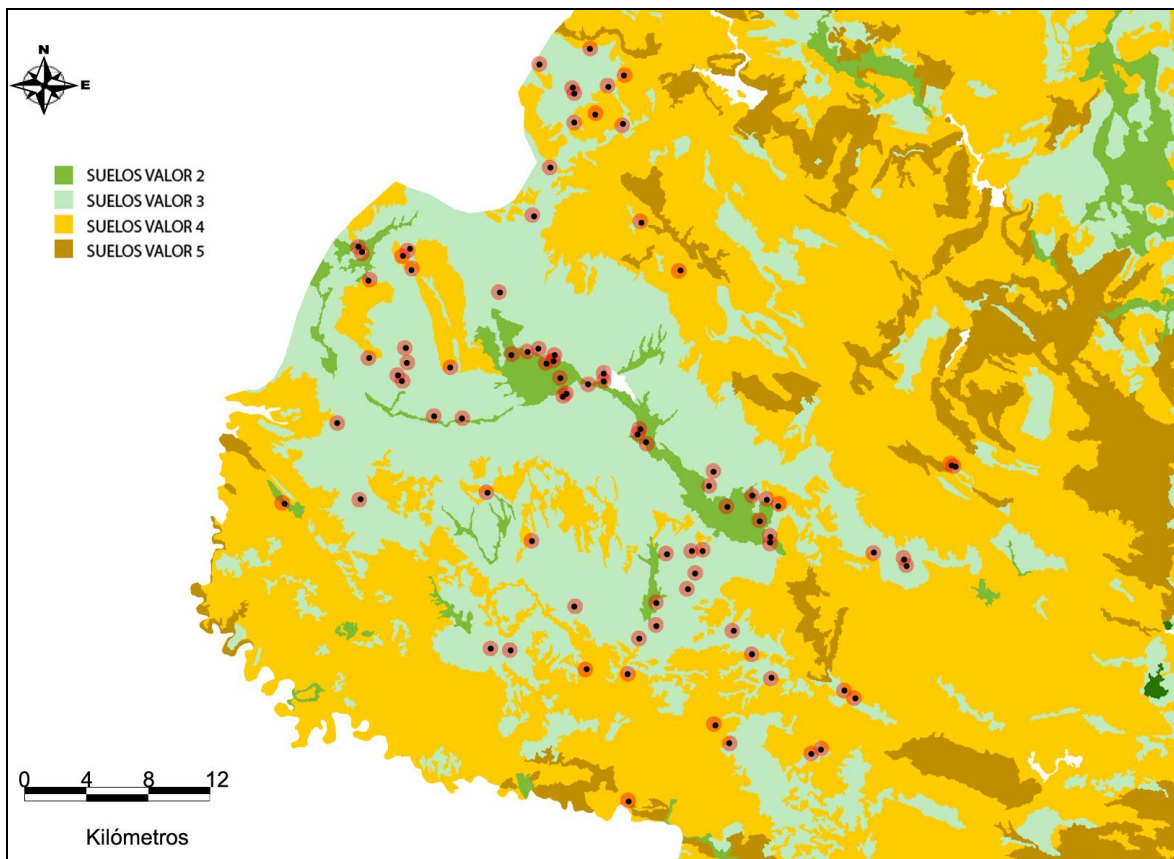 N
E
SUELOS VALOR 2
SUELOS VALOR 3
SUELOS VALOR 4
SUELOS VALOR 5
0 4 8 12
Kilómetros